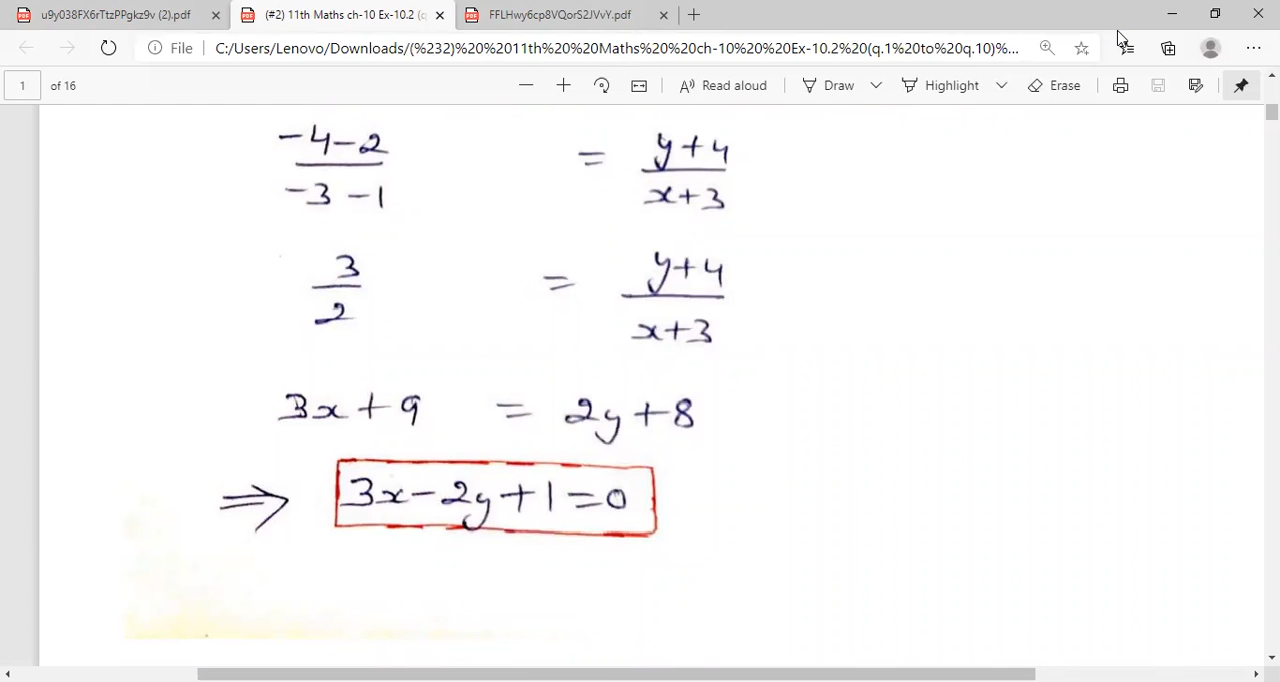 u9y038FX6rTtzPPgkz9v (2).pdf
(#2) 11th Maths ch-10 Ex-10.2 (q
FFLHwy6cp8VQorS2JVvY.pdf
File
C:/Users/Lenovo/Downloads/(%232)%20%2011th%20%20Maths%20%20ch-10%20%20Ex-10.2%20(q.1%20to%20q.10)%...
1 of 16
Read aloud
Draw
Highlight
Erase
-4-2 / -3-1 = y+4 / x+3
3 / 2 = y+4 / x+3
3x+9 = 2y+8
⇒ 3x-2y+1=0